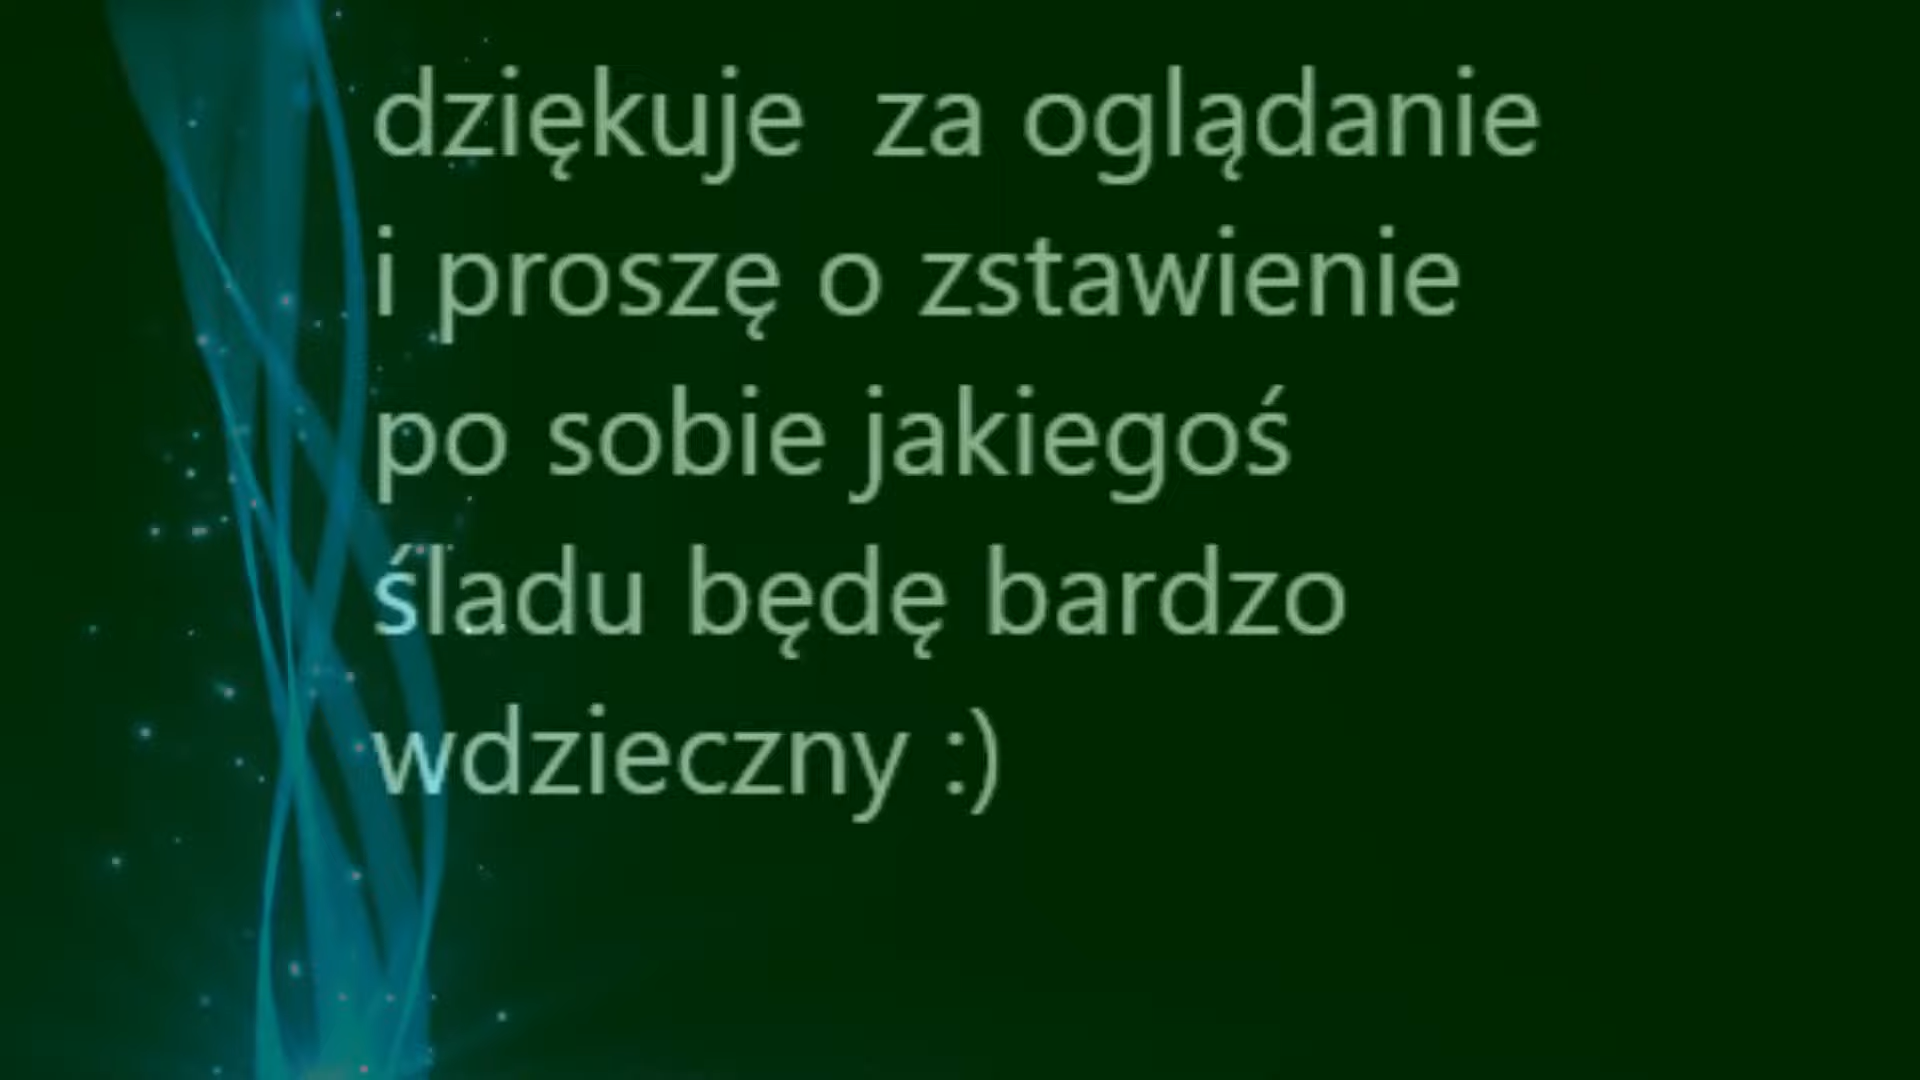 dziękuje  za oglądanie
i proszę o zstawienie
po sobie jakiegoś
śladu będę bardzo
wdzieczny :)